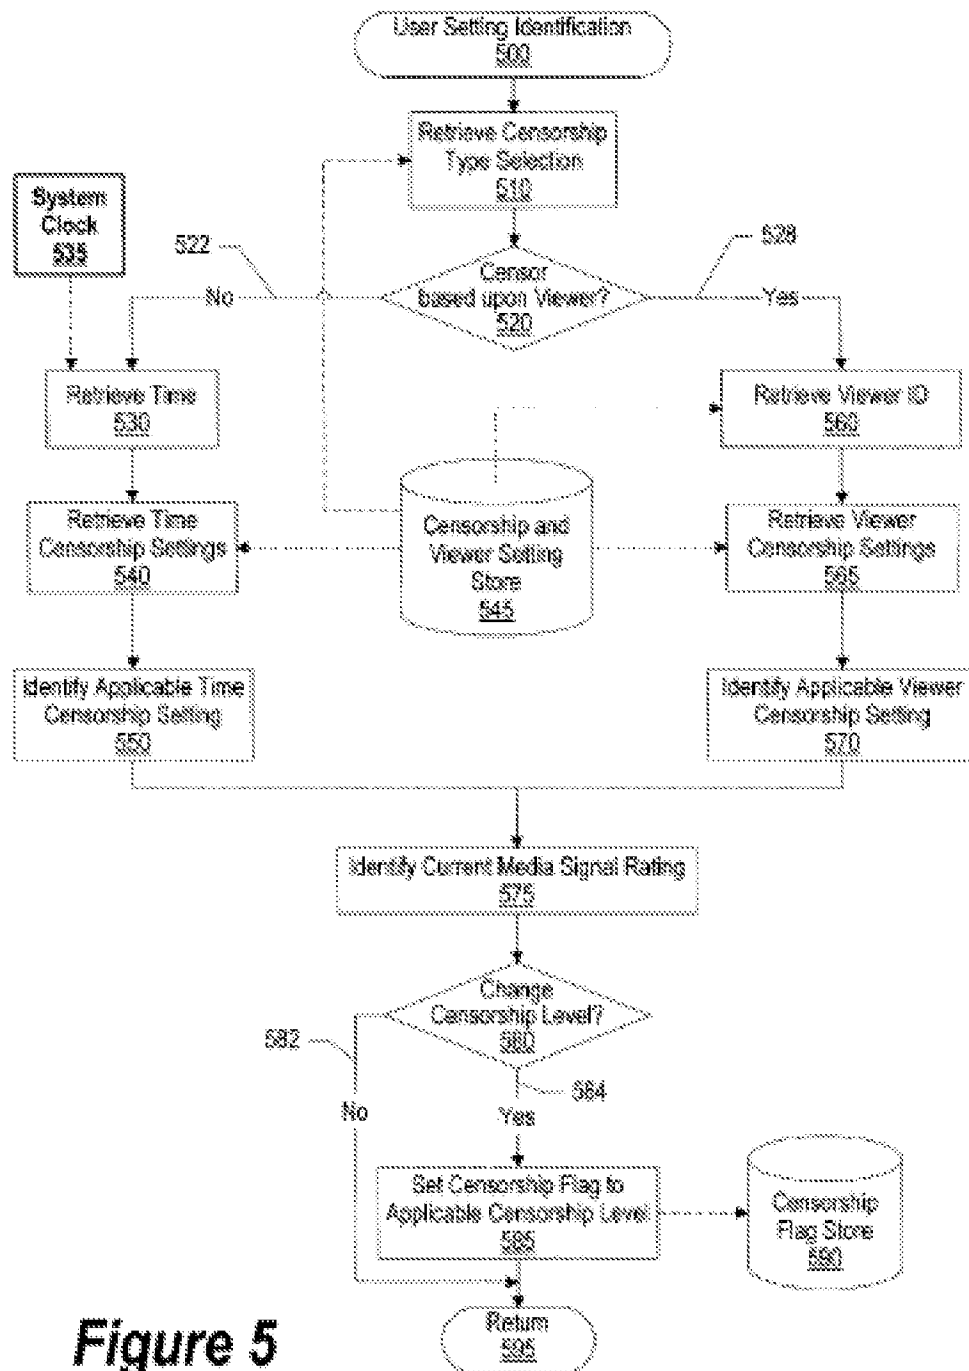 User Setting Identification
500
Retrieve Censorship
Type Selection
510
System
Clock
535
522
528
No
Censor
based upon Viewer?
520
Yes
Retrieve Time
530
Retrieve Viewer ID
560
Retrieve Time
Censorship Settings
540
Censorship and
Viewer Setting
Store
545
Retrieve Viewer
Censorship Settings
565
Identify Applicable Time
Censorship Setting
550
Identify Applicable Viewer
Censorship Setting
570
Identify Current Media Signal Rating
575
Change
Censorship Level?
580
582
584
No
Yes
Set Censorship Flag to
Applicable Censorship Level
585
Censorship
Flag Store
590
Return
595
Figure 5